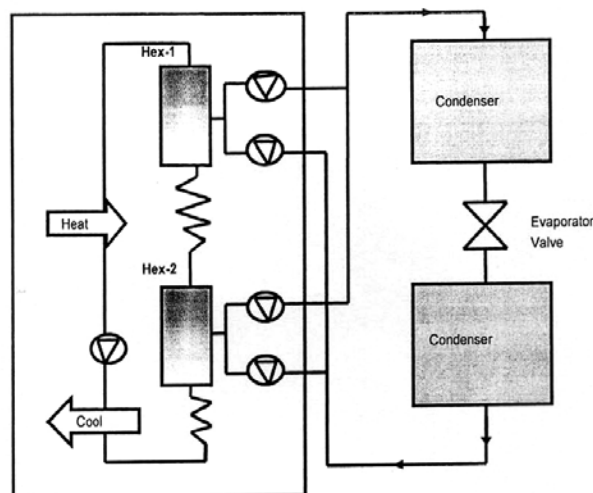 Hex-1
Condenser
Heat
Evaporator
Valve
Hex-2
Condenser
Cool